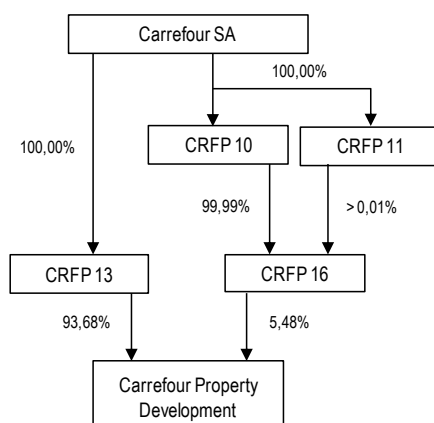 Carrefour SA
100,00%
CRFP 10
CRFP 11
100,00%
99,99%
> 0,01%
CRFP 13
CRFP 16
93,68%
5,48%
Carrefour Property
Development